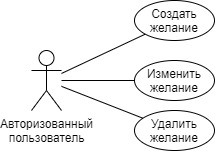 Создать
желание
Изменить
желание
Авторизованный
пользователь
Удалить
желание